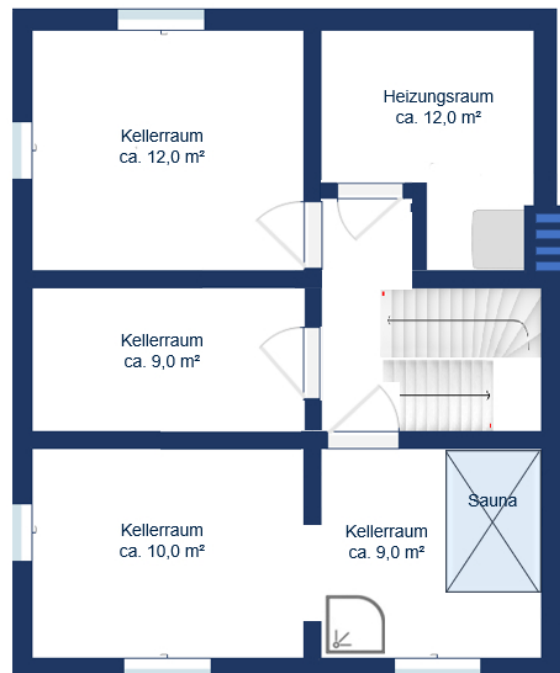 Kellerraum
ca. 12,0 m²
Heizungsraum
ca. 12,0 m²
Kellerraum
ca. 9,0 m²
Kellerraum
ca. 10,0 m²
Kellerraum
ca. 9,0 m²
Sauna